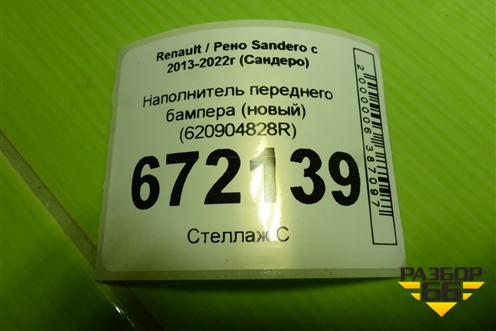 Renault / Рено Sandero с
2013-2022г (Сандеро)
Наполнитель переднего
бампера (новый)
(620904828R)
672139
Стеллаж С
2000006387097
РАЗБОР
66